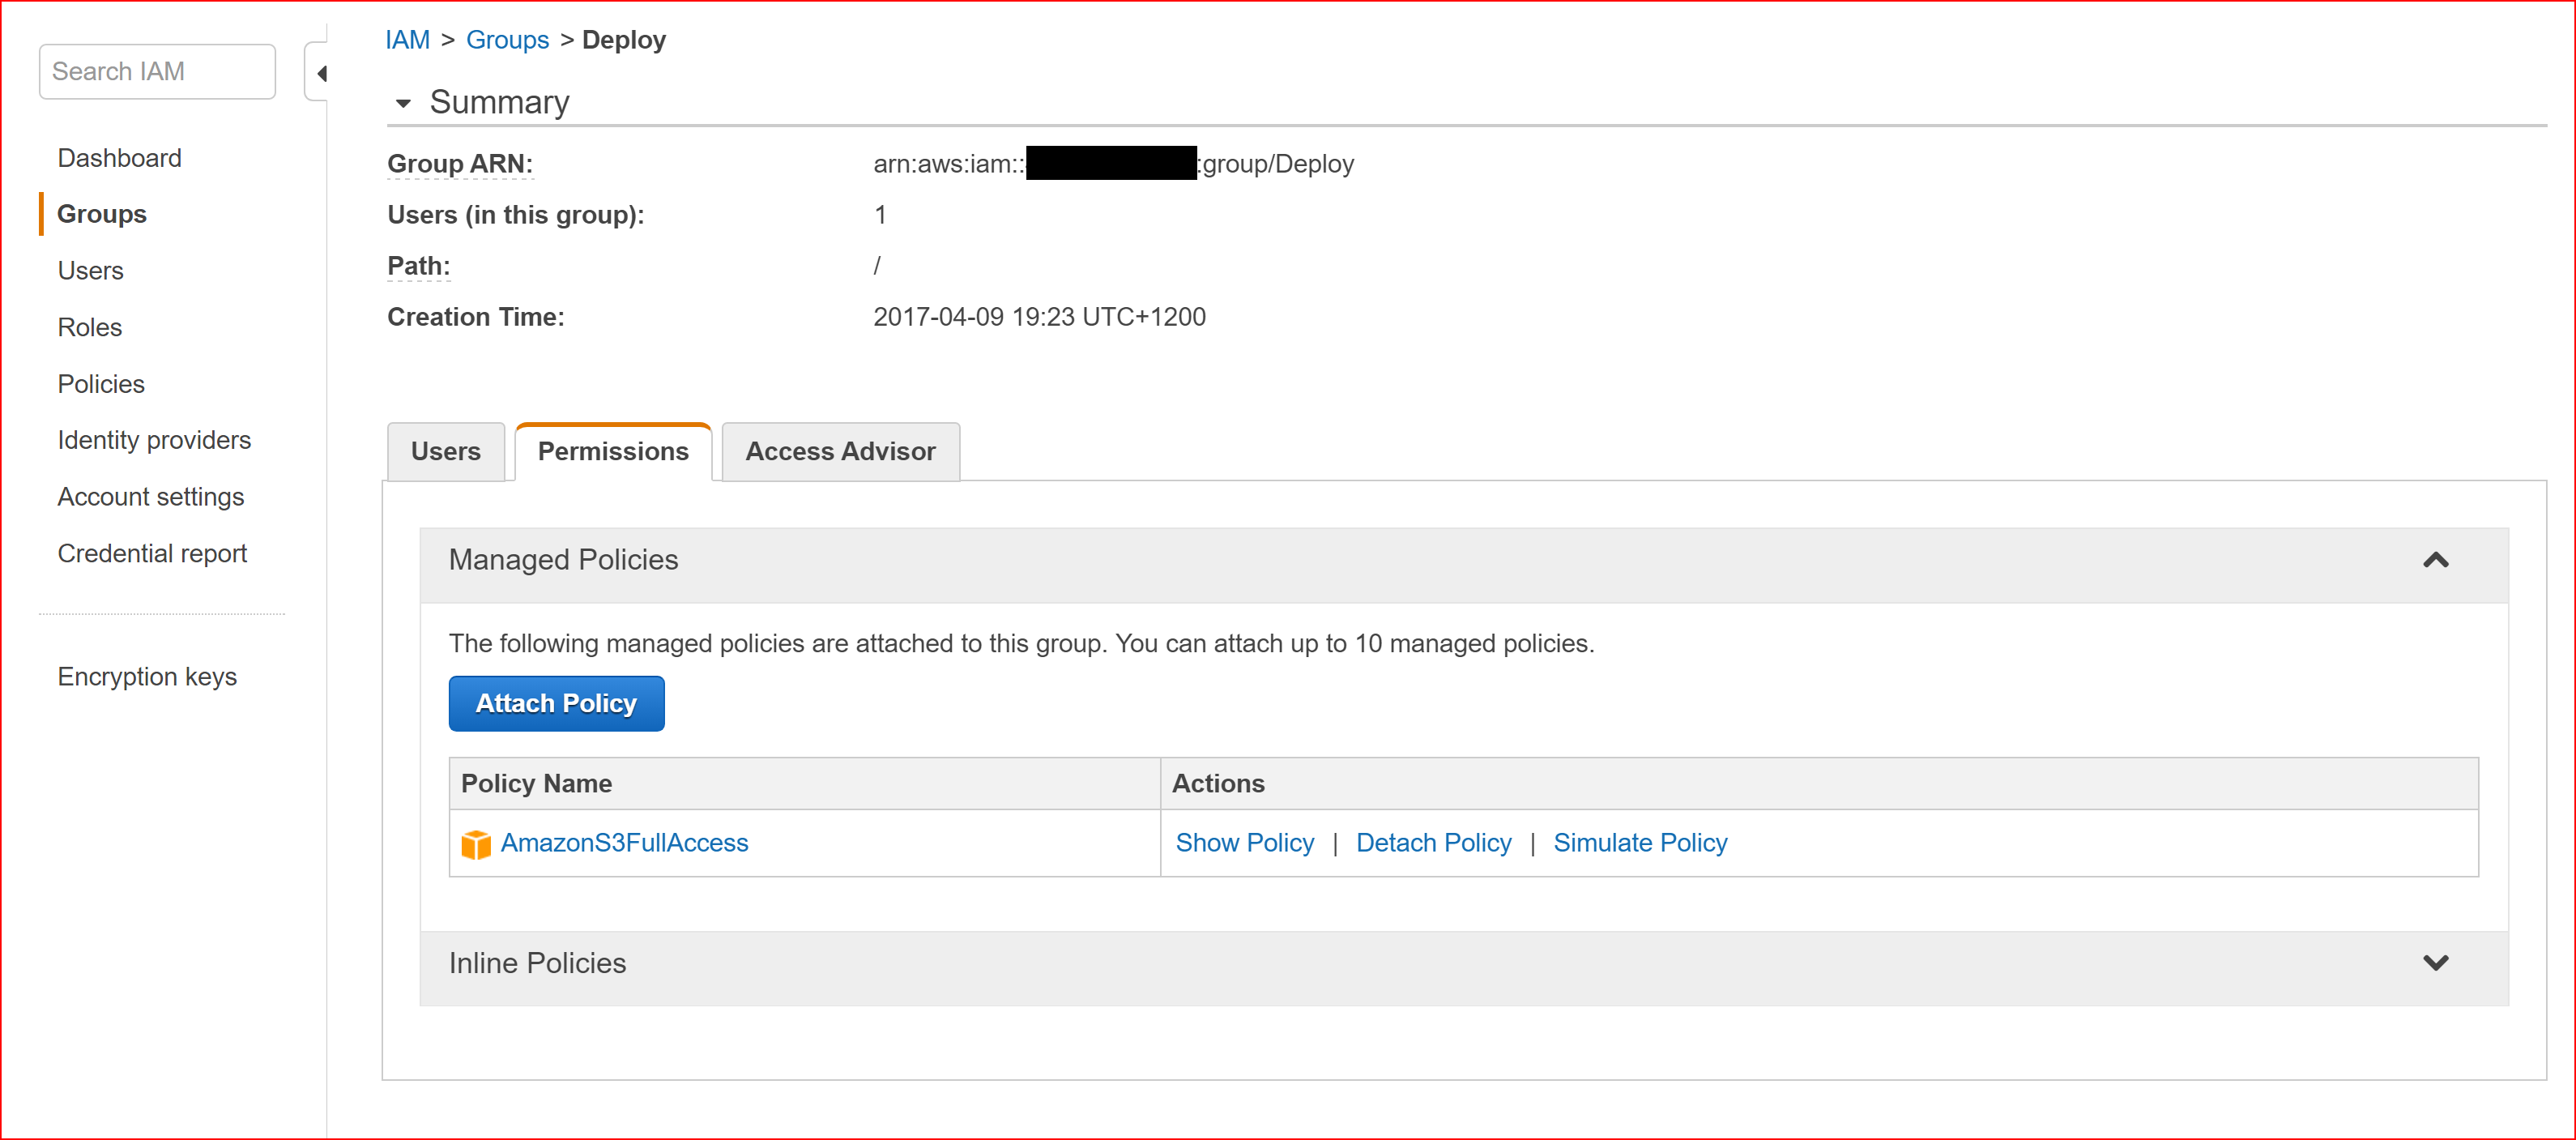 Search IAM
Dashboard
Groups
Users
Roles
Policies
Identity providers
Account settings
Credential report
Encryption keys
IAM > Groups > Deploy
Summary
Group ARN: arn:aws:iam:: :group/Deploy
Users (in this group): 1
Path: /
Creation Time: 2017-04-09 19:23 UTC+1200
Users Permissions Access Advisor
Managed Policies
The following managed policies are attached to this group. You can attach up to 10 managed policies.
Attach Policy
Policy Name Actions
AmazonS3FullAccess Show Policy | Detach Policy | Simulate Policy
Inline Policies